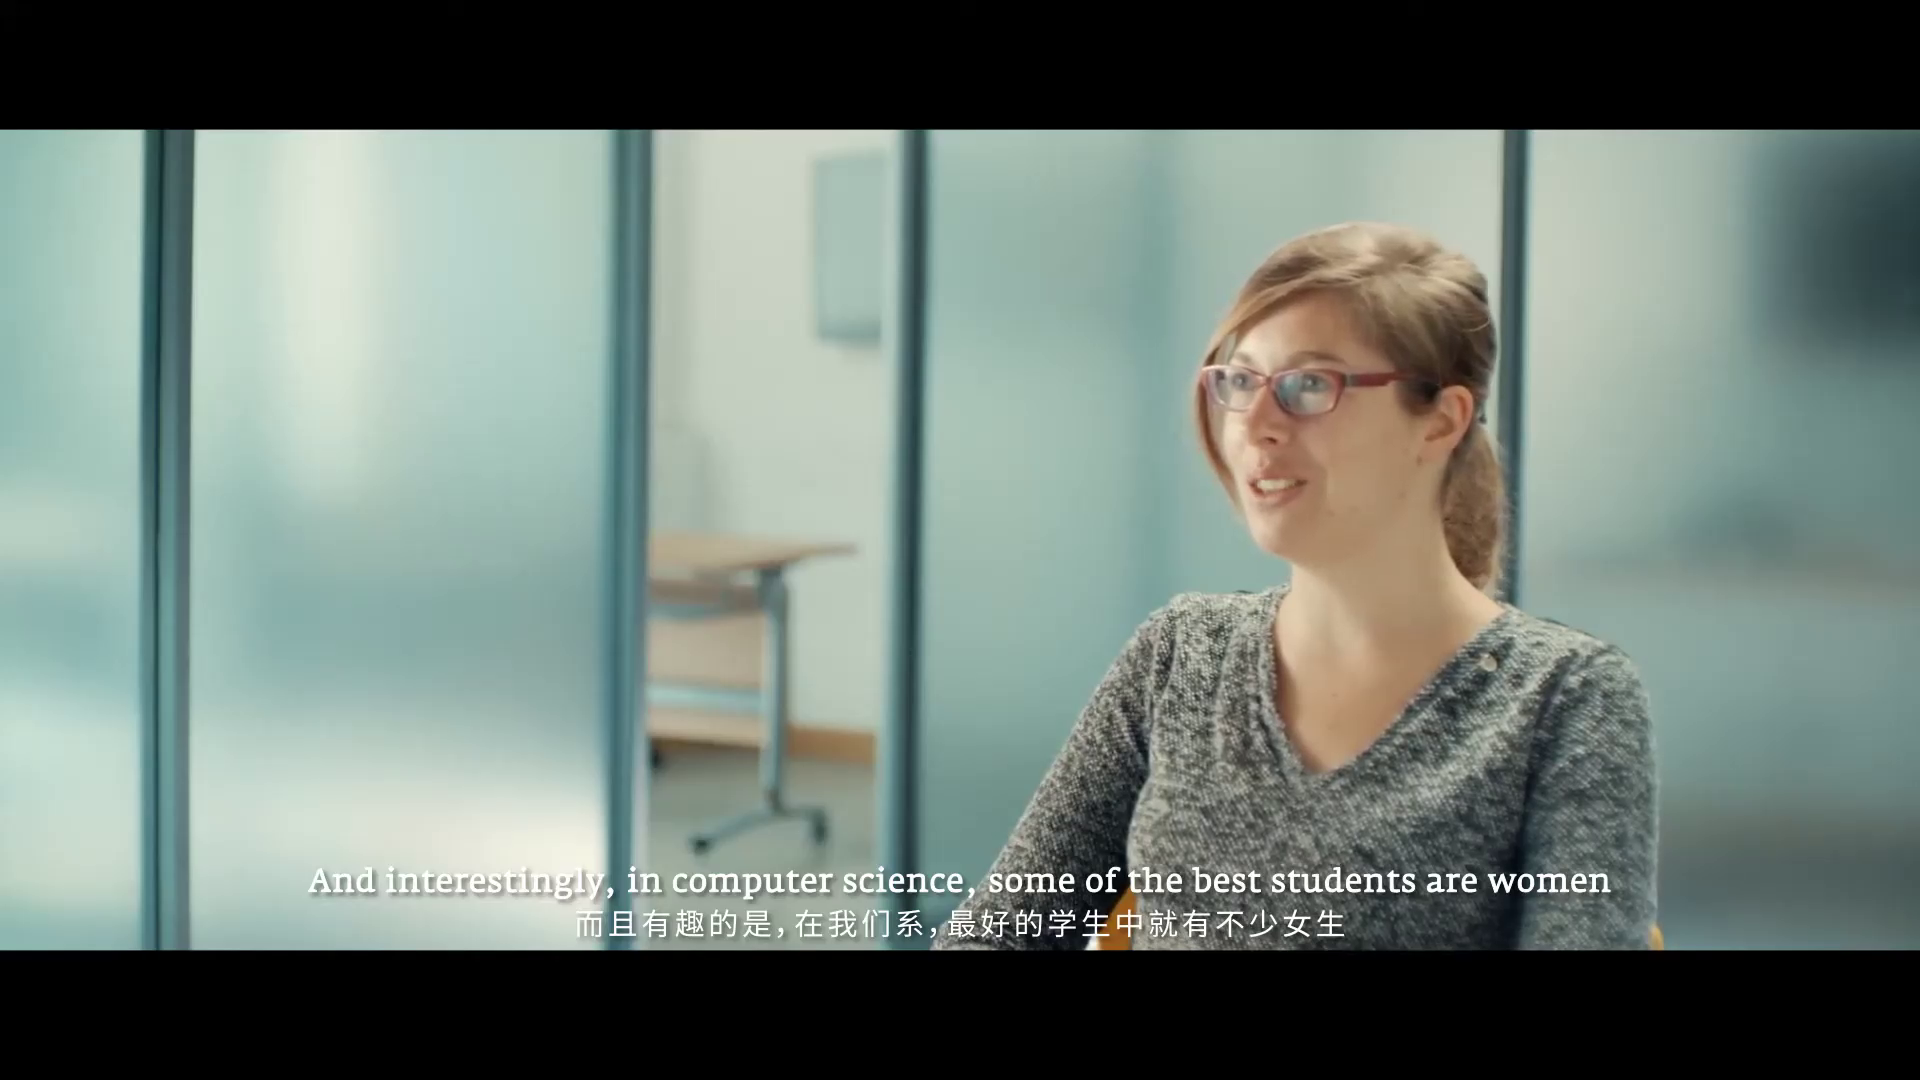 And interestingly, in computer science, some of the best students are women
而且有趣的是，在我们系，最好的学生中就有不少女生